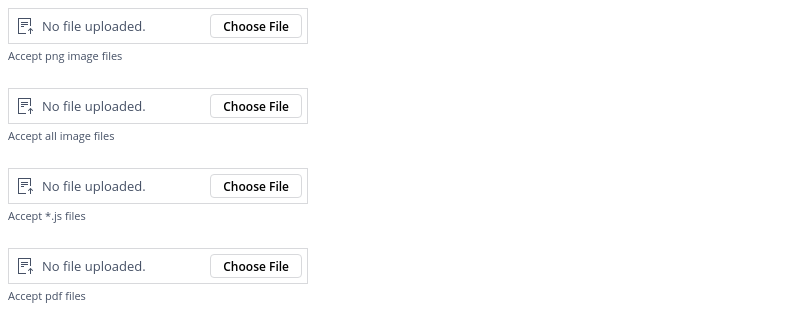 No file uploaded. Choose File
Accept png image files
No file uploaded. Choose File
Accept all image files
No file uploaded. Choose File
Accept *.js files
No file uploaded. Choose File
Accept pdf files